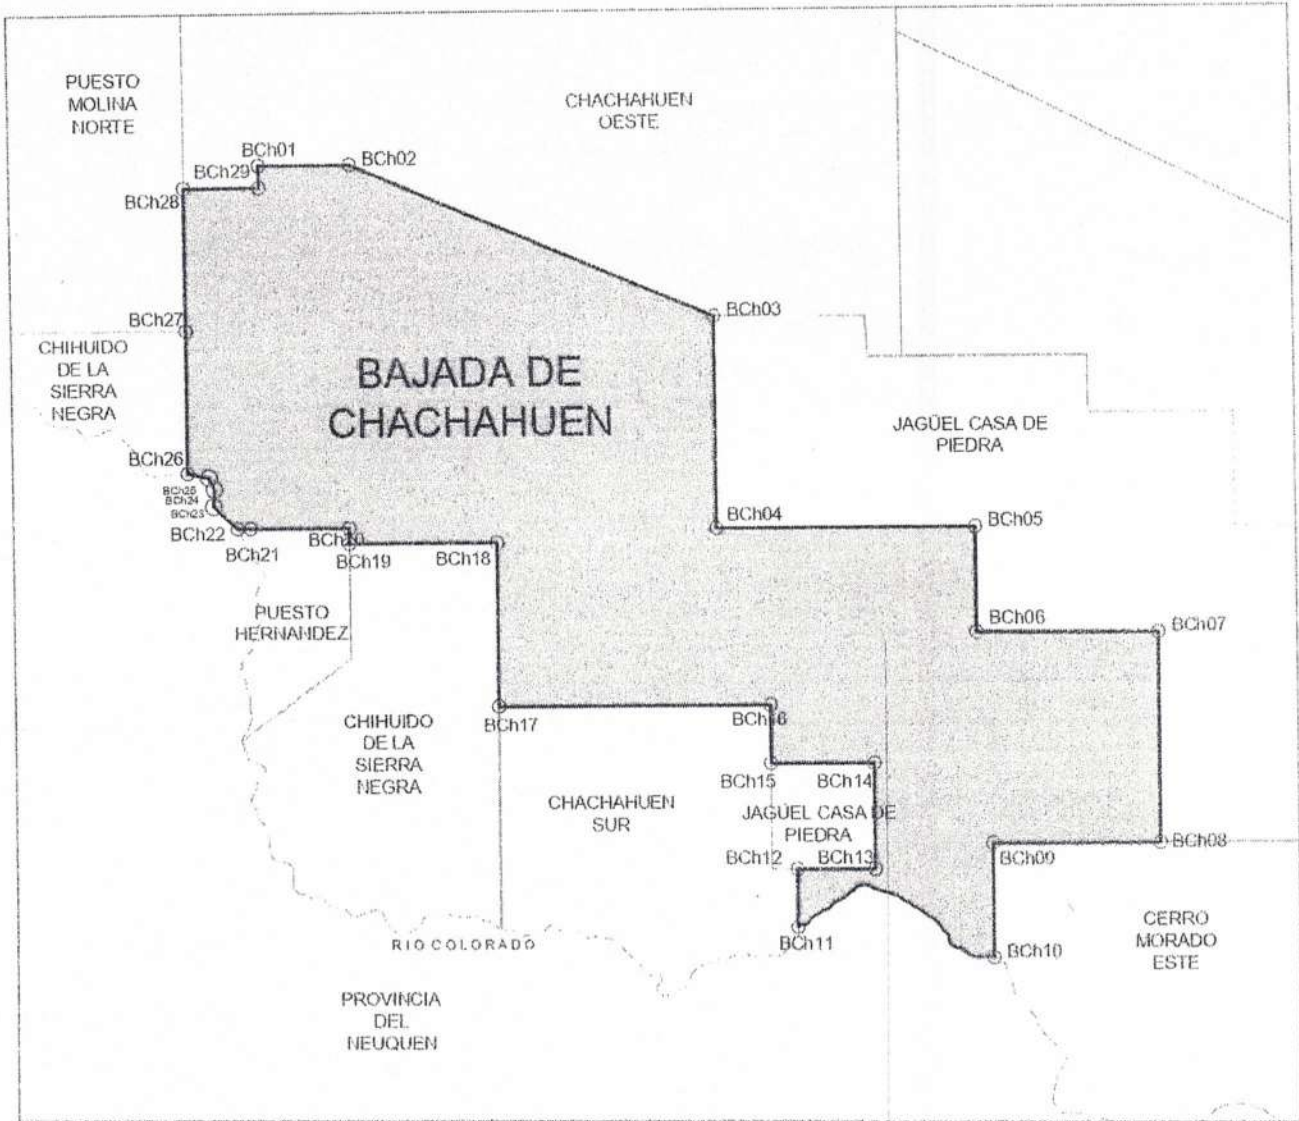 PUESTO
MOLINA
NORTE
CHACHAHUEN
OESTE
BCh01
BCh02
BCh29
BCh28
BCh03
BCh27
CHIHUIDO
DE LA
SIERRA
NEGRA
BAJADA DE
CHACHAHUEN
JAGÜEL CASA DE
PIEDRA
BCh26
BCh25
BCh24
BCh23
BCh22
BCh21
BCh20
BCh19
BCh18
BCh04
BCh05
PUESTO
HERNANDEZ
BCh06
BCh07
BCh17
BCh16
CHIHUIDO
DE LA
SIERRA
NEGRA
BCh15
BCh14
CHACHAHUEN
SUR
JAGÜEL CASA DE
PIEDRA
BCh12
BCh13
BCh09
BCh08
BCh11
BCh10
CERRO
MORADO
ESTE
RIO COLORADO
PROVINCIA
DEL
NEUQUEN